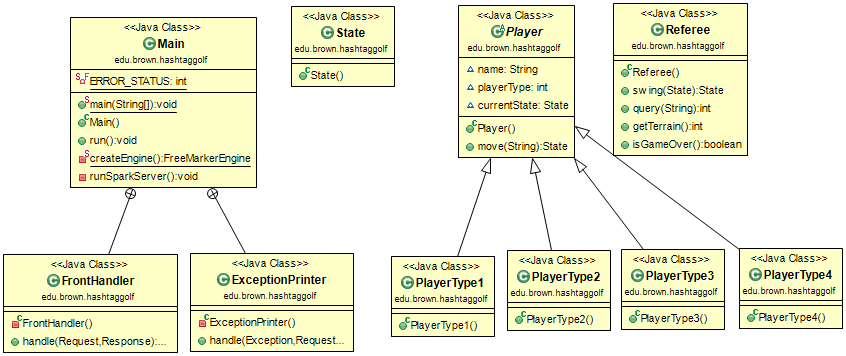 <<Java Class>>
Main
edu.brown.hashtaggolf
ERROR_STATUS: int
main(String[]):void
Main()
run():void
createEngine():FreeMarkerEngine
runSparkServer():void
<<Java Class>>
State
edu.brown.hashtaggolf
State()
<<Java Class>>
Player
edu.brown.hashtaggolf
name: String
playerType: int
currentState: State
Player()
move(String):State
<<Java Class>>
Referee
edu.brown.hashtaggolf
Referee()
swing(State):State
query(String):int
getTerrain():int
isGameOver():boolean
<<Java Class>>
FrontHandler
edu.brown.hashtaggolf
FrontHandler()
handle(Request,Response):...
<<Java Class>>
ExceptionPrinter
edu.brown.hashtaggolf
ExceptionPrinter()
handle(Exception,Request...
<<Java Class>>
PlayerType1
edu.brown.hashtaggolf
PlayerType1()
<<Java Class>>
PlayerType2
edu.brown.hashtaggolf
PlayerType2()
<<Java Class>>
PlayerType3
edu.brown.hashtaggolf
PlayerType3()
<<Java Class>>
PlayerType4
edu.brown.hashtaggolf
PlayerType4()